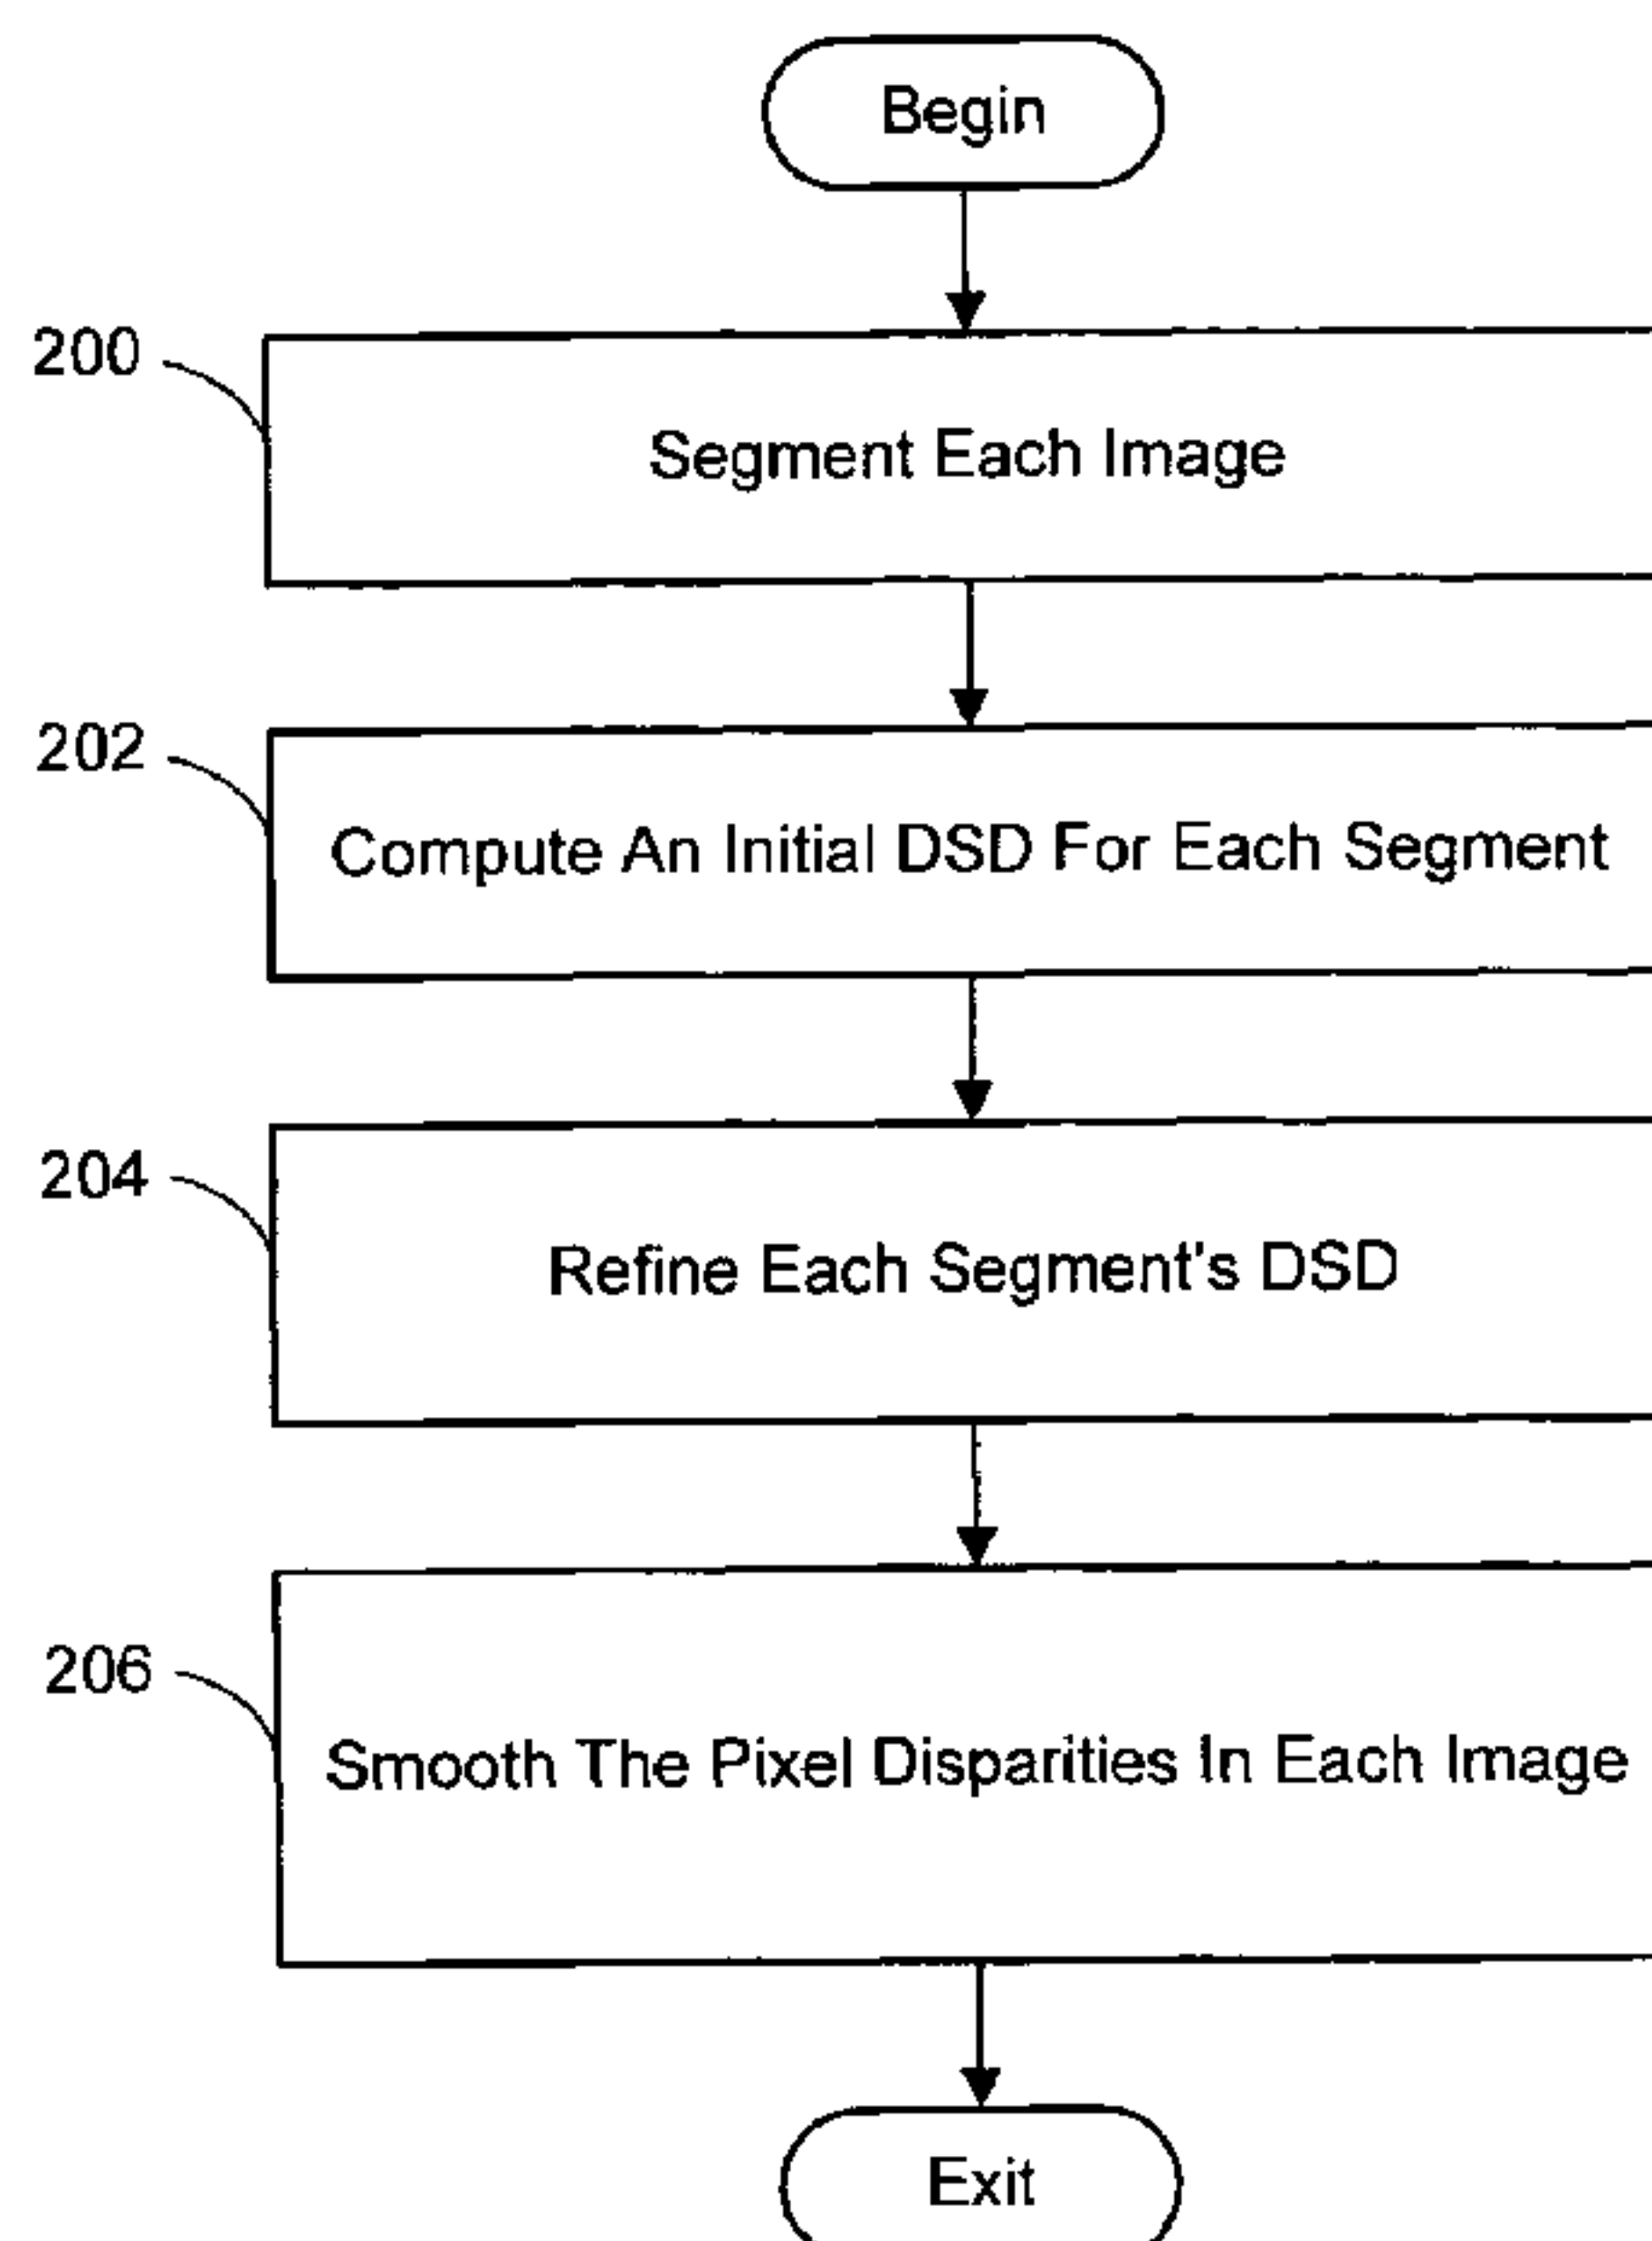 Begin
200
Segment Each Image
202
Compute An Initial DSD For Each Segment
204
Refine Each Segment's DSD
206
Smooth The Pixel Disparities In Each Image
Exit